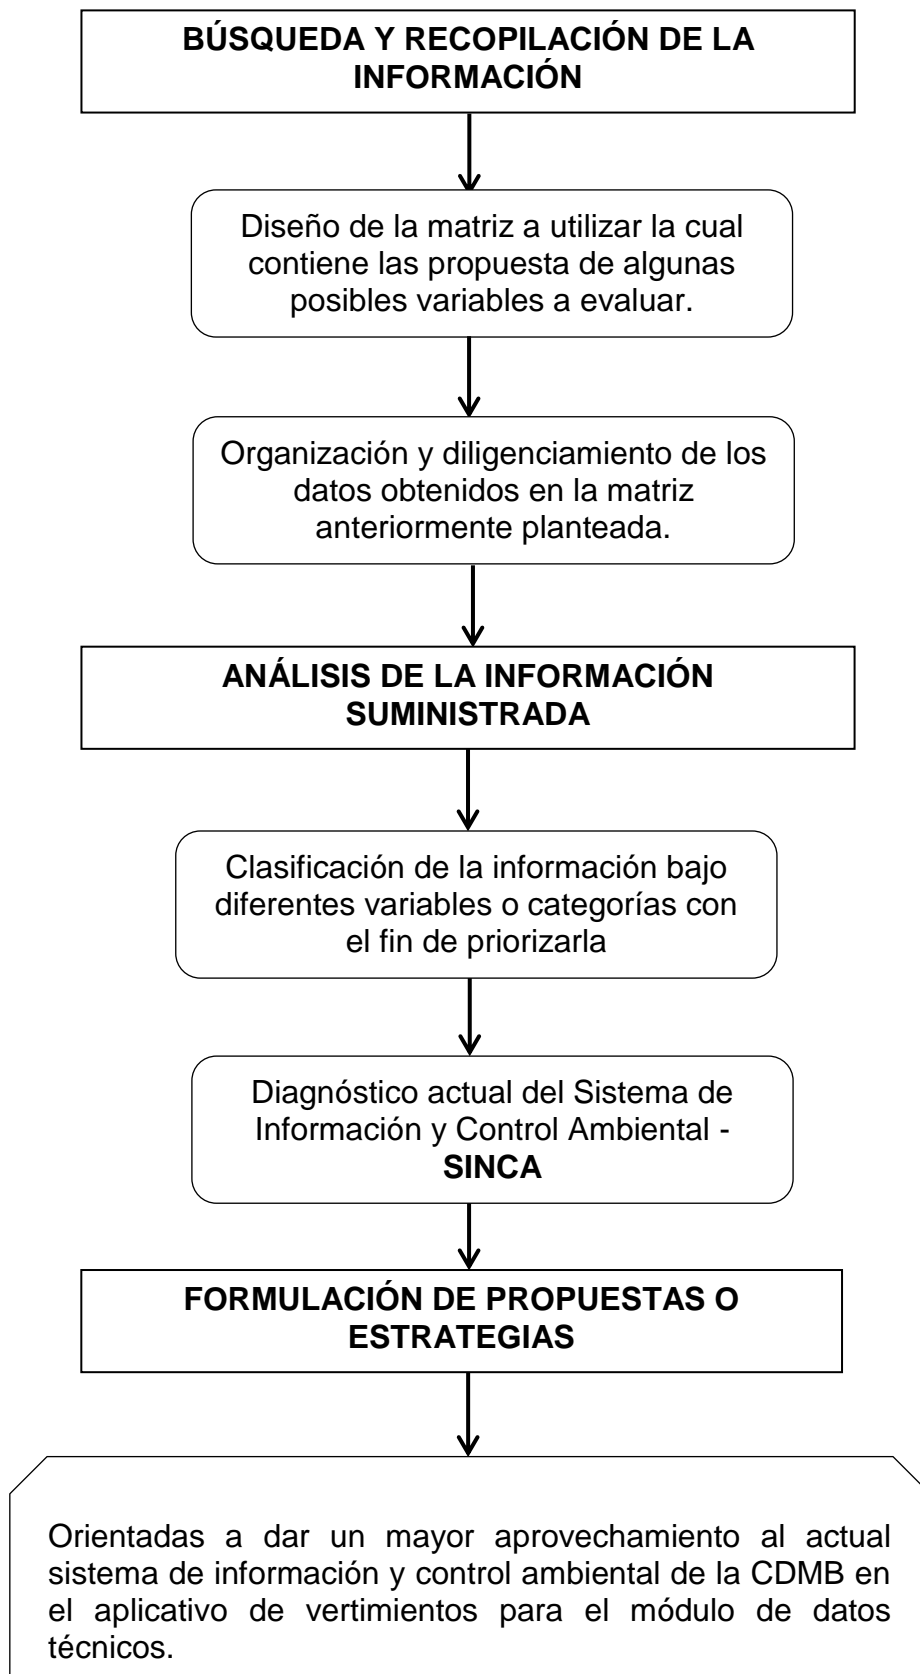 BÚSQUEDA Y RECOPILACIÓN DE LA
INFORMACIÓN
Diseño de la matriz a utilizar la cual
contiene las propuesta de algunas
posibles variables a evaluar.
Organización y diligenciamiento de los
datos obtenidos en la matriz
anteriormente planteada.
ANÁLISIS DE LA INFORMACIÓN
SUMINISTRADA
Clasificación de la información bajo
diferentes variables o categorías con
el fin de priorizarla
Diagnóstico actual del Sistema de
Información y Control Ambiental -
SINCA
FORMULACIÓN DE PROPUESTAS O
ESTRATEGIAS
Orientadas a dar un mayor aprovechamiento al actual
sistema de información y control ambiental de la CDMB en
el aplicativo de vertimientos para el módulo de datos
técnicos.